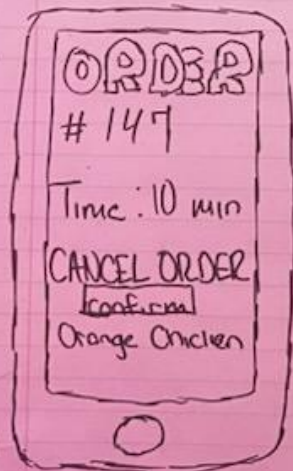 ORDER
# 147
Time: 10 min
CANCEL ORDER
confirm
Orange Chicken